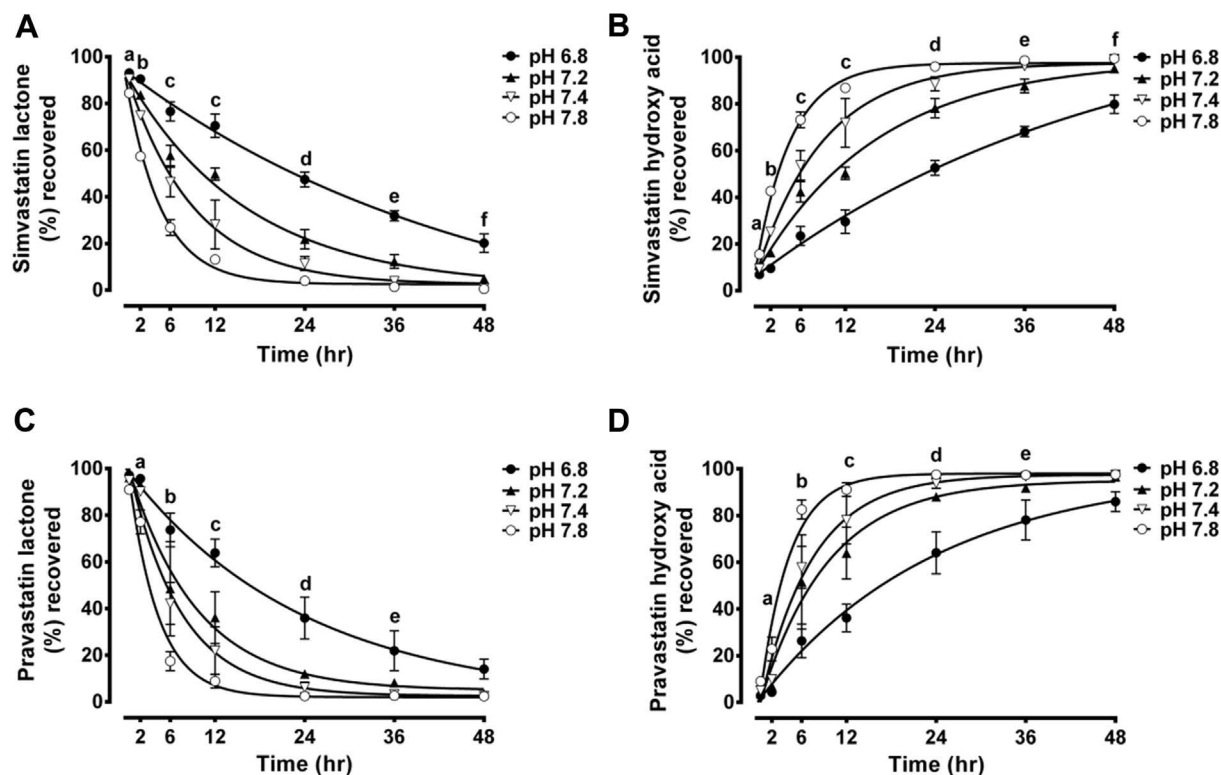 A
Simvastatin lactone
(%) recovered
100
80
60
40
20
0
a
b
c
c
d
e
f
pH 6.8
pH 7.2
pH 7.4
pH 7.8
2 6 12 24 36 48
Time (hr)
B
Simvastatin hydroxy acid
(%) recovered
100
80
60
40
20
0
a
b
c
c
d
e
f
pH 6.8
pH 7.2
pH 7.4
pH 7.8
2 6 12 24 36 48
Time (hr)
C
Pravastatin lactone
(%) recovered
100
80
60
40
20
0
a
b
c
d
e
pH 6.8
pH 7.2
pH 7.4
pH 7.8
2 6 12 24 36 48
Time (hr)
D
Pravastatin hydroxy acid
(%) recovered
100
80
60
40
20
0
a
b
c
d
e
pH 6.8
pH 7.2
pH 7.4
pH 7.8
2 6 12 24 36 48
Time (hr)